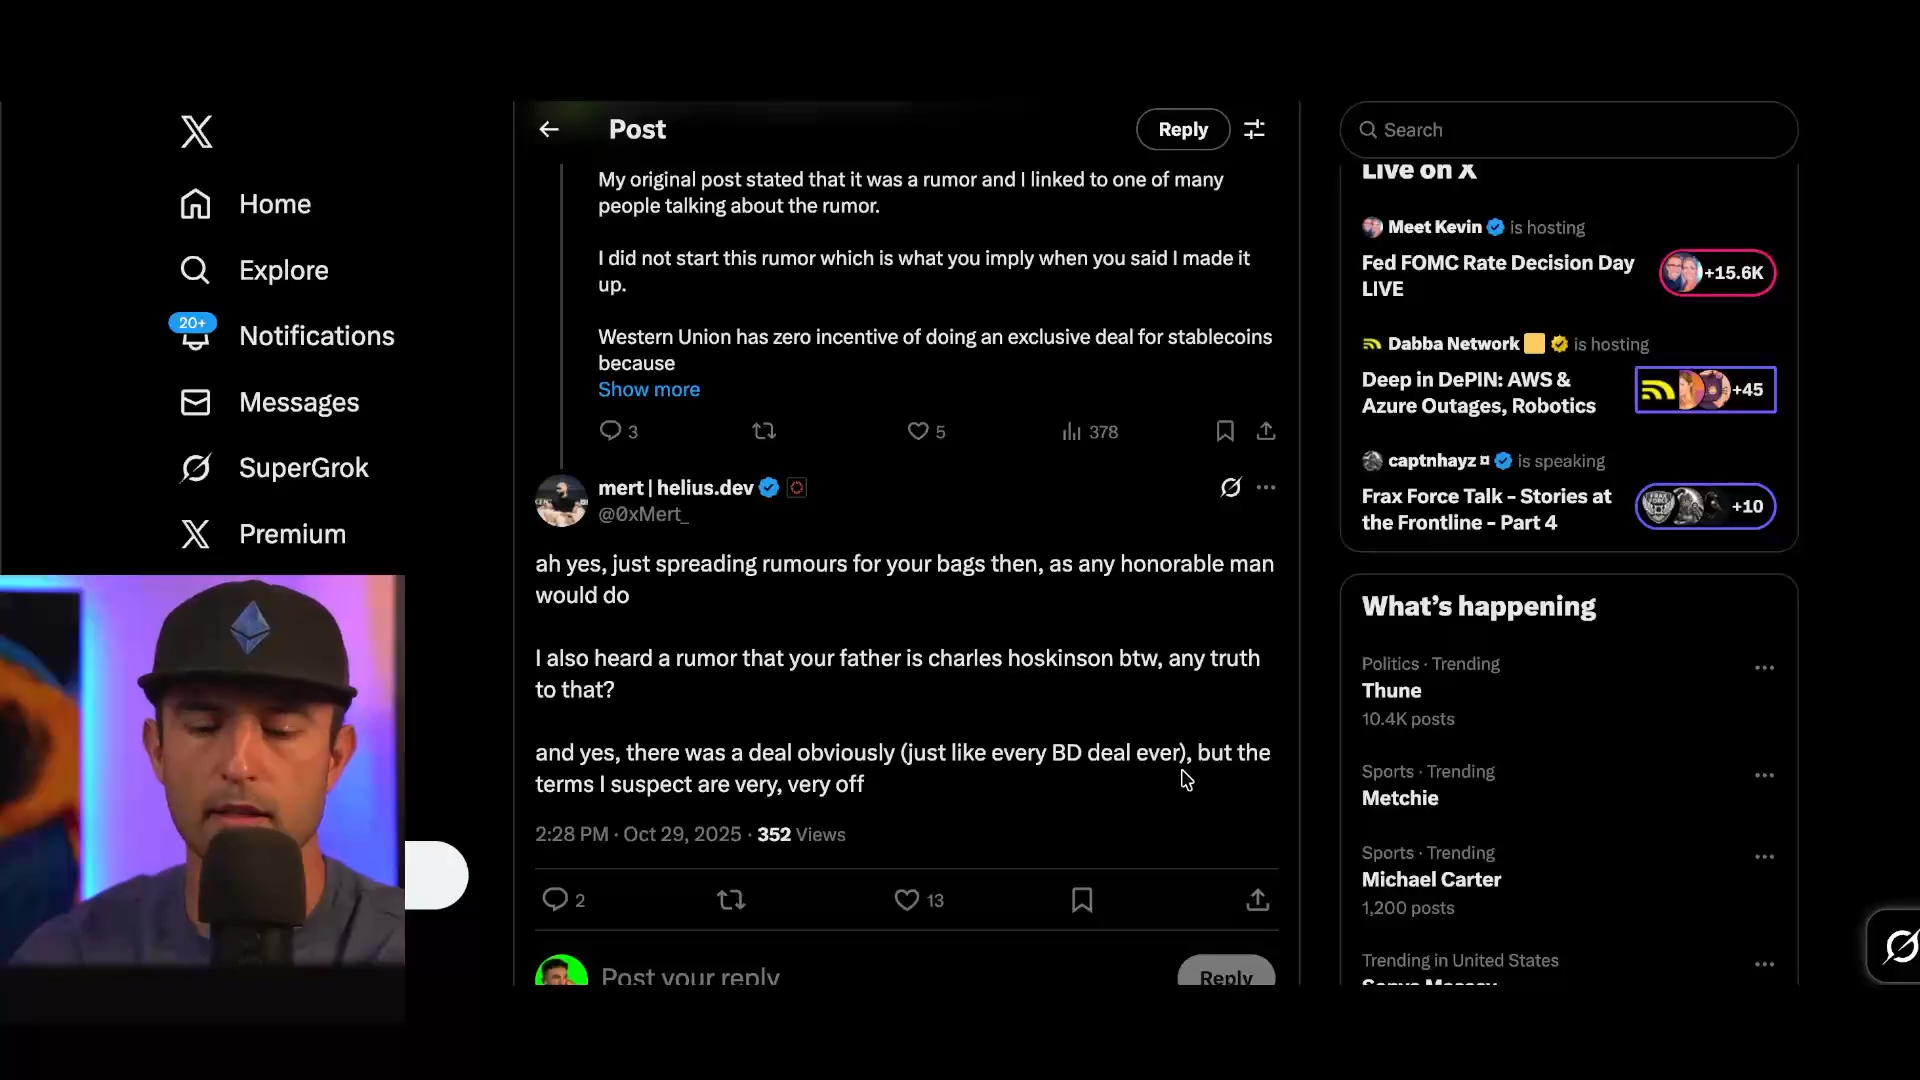 Home
Explore
20+
Notifications
Messages
SuperGrok
Premium
Post
Reply
My original post stated that it was a rumor and I linked to one of many
people talking about the rumor.
I did not start this rumor which is what you imply when you said I made it
up.
Western Union has zero incentive of doing an exclusive deal for stablecoins
because
Show more
3
5
378
mert | helius.dev
@0xMert_
ah yes, just spreading rumours for your bags then, as any honorable man
would do
I also heard a rumor that your father is charles hoskinson btw, any truth
to that?
and yes, there was a deal obviously (just like every BD deal ever), but the
terms I suspect are very, very off
2:28 PM · Oct 29, 2025 · 352 Views
2
13
Post your reply
Reply
Search
Live on X
Meet Kevin is hosting
Fed FOMC Rate Decision Day
LIVE
+15.6K
Dabba Network is hosting
Deep in DePIN: AWS &
Azure Outages, Robotics
+45
captnhayz ¤ is speaking
Frax Force Talk - Stories at
the Frontline - Part 4
+10
What's happening
Politics · Trending
Thune
10.4K posts
Sports · Trending
Metchie
Sports · Trending
Michael Carter
1,200 posts
Trending in United States